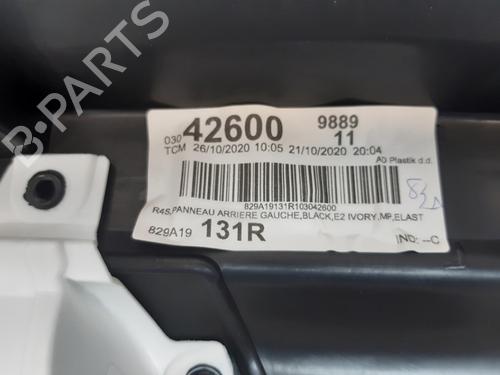 B-PARTS
030 42600 9889
11
TCM 26/10/2020 10:05 21/10/2020 20:04
AD Plastik d.d.
829A19131R103042600
R4S,PANNEAU ARRIERE GAUCHE,BLACK,E2 IVORY,MP,ELAST
829A19 131R IND: --C